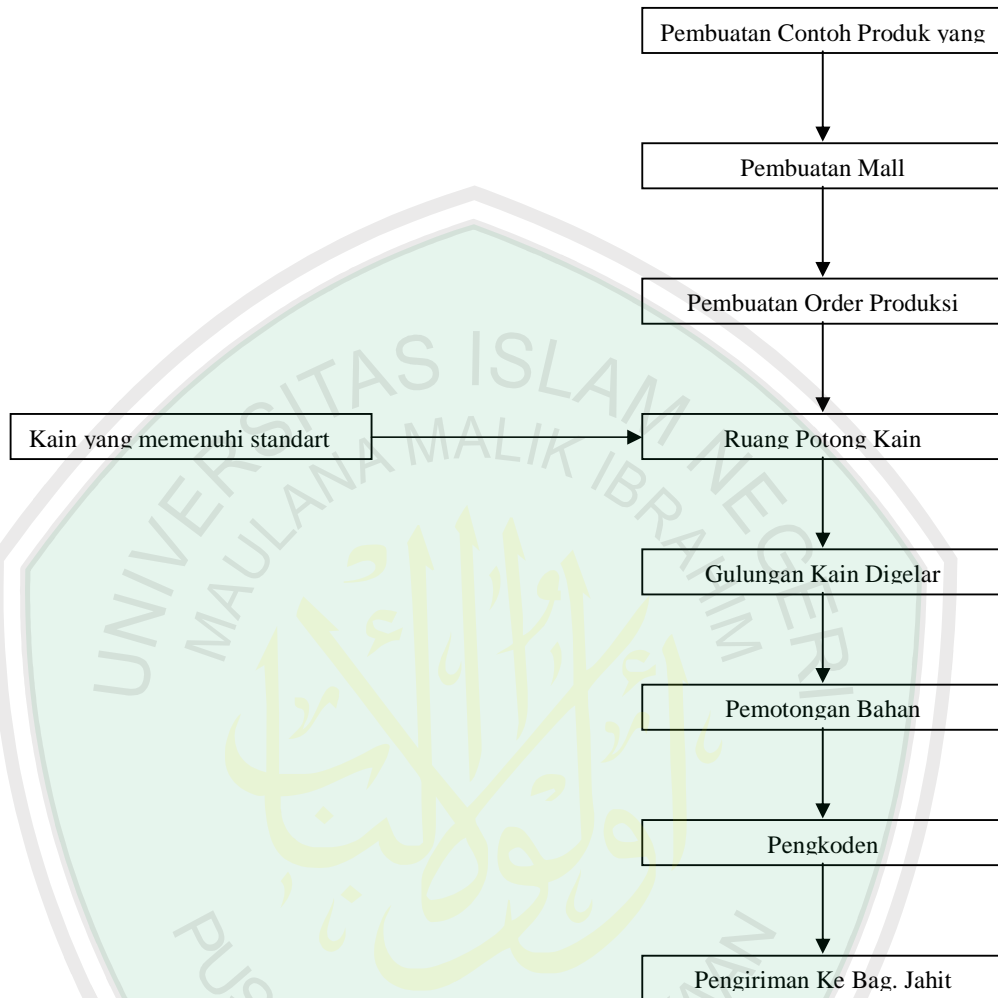 Pembuatan Contoh Produk yang
Pembuatan Mall
Pembuatan Order Produksi
Kain yang memenuhi standart
Ruang Potong Kain
Gulungan Kain Digelar
Pemotongan Bahan
Pengkoden
Pengiriman Ke Bag. Jahit
UNIVERSITAS ISLAM NEGERI
MAULANA MALIK IBRAHIM